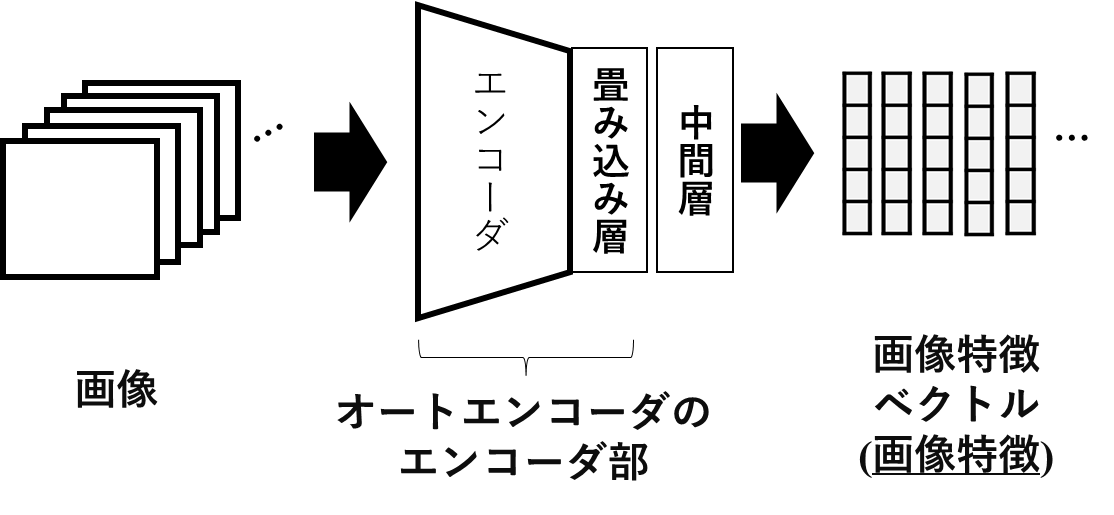 エンコーダ
畳み込み層
中間層
…
…
画像
オートエンコーダの
エンコーダ部
画像特徴
ベクトル
(画像特徴)